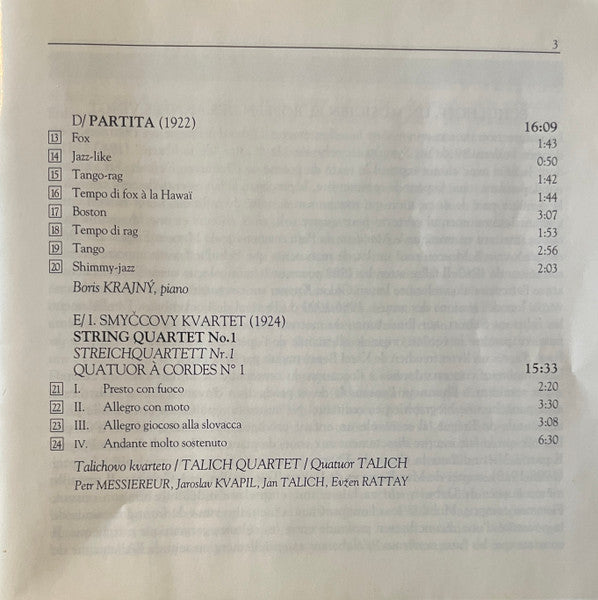 3
D/ PARTITA (1922) 16:09
13 Fox 1:43
14 Jazz-like 0:50
15 Tango-rag 1:42
16 Tempo di fox à la Hawaï 1:44
17 Boston 3:07
18 Tempo di rag 1:53
19 Tango 2:56
20 Shimmy-jazz 2:03
Boris KRAJNÝ, piano
E/ I. SMYČCOVY KVARTET (1924)
STRING QUARTET No.1
STREICHQUARTETT Nr.1
QUATUOR À CORDES N° 1 15:33
21 I. Presto con fuoco 2:20
22 II. Allegro con moto 3:30
23 III. Allegro giocoso alla slovacca 3:08
24 IV. Andante molto sostenuto 6:30
Talichovo kvarteto / TALICH QUARTET / Quatuor TALICH
Petr MESSIEREUR, Jaroslav KVAPIL, Jan TALICH, Evžen RATTAY